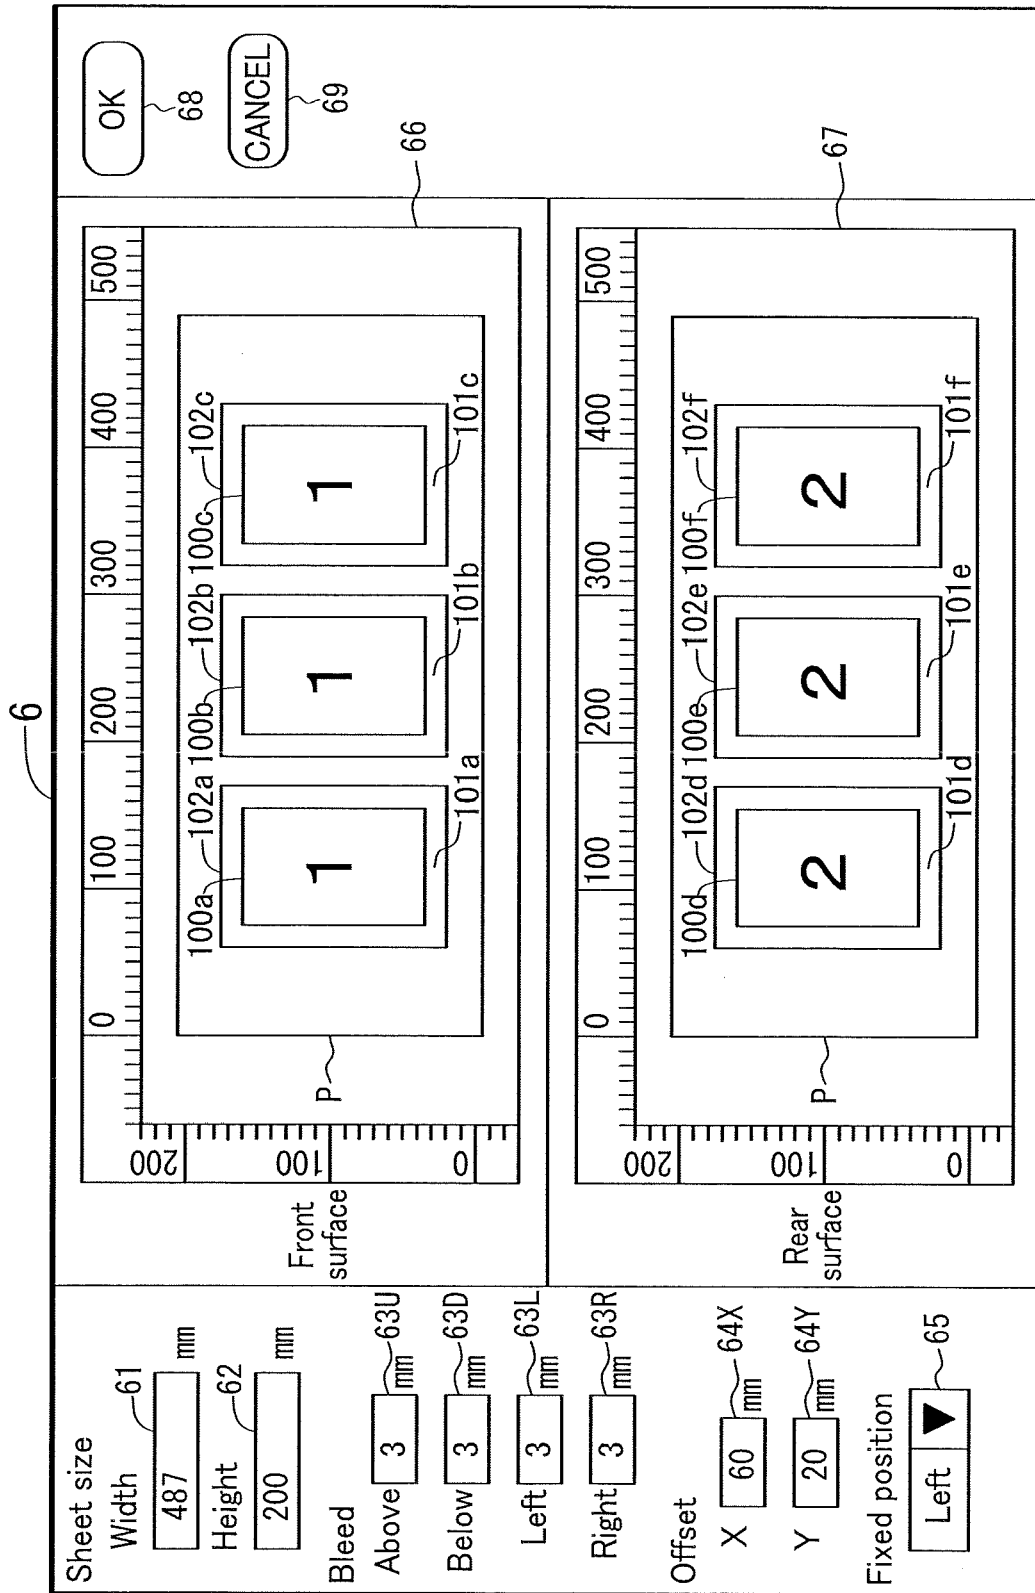 6
Sheet size
Width 61
487 mm
Height 62
200 mm
Bleed
Above 3 mm 63U
Below 3 mm 63D
Left 3 mm 63L
Right 3 mm 63R
Offset
X 60 mm 64X
Y 20 mm 64Y
Fixed position
Left ▼ 65
Front
surface
0 100 200 300 400 500
200
100
0
P
100a 102a 100b 102b 100c 102c
1 1 1
101a 101b 101c
66
Rear
surface
0 100 200 300 400 500
200
100
0
P
100d 102d 100e 102e 100f 102f
2 2 2
101d 101e 101f
67
OK
68
CANCEL
69